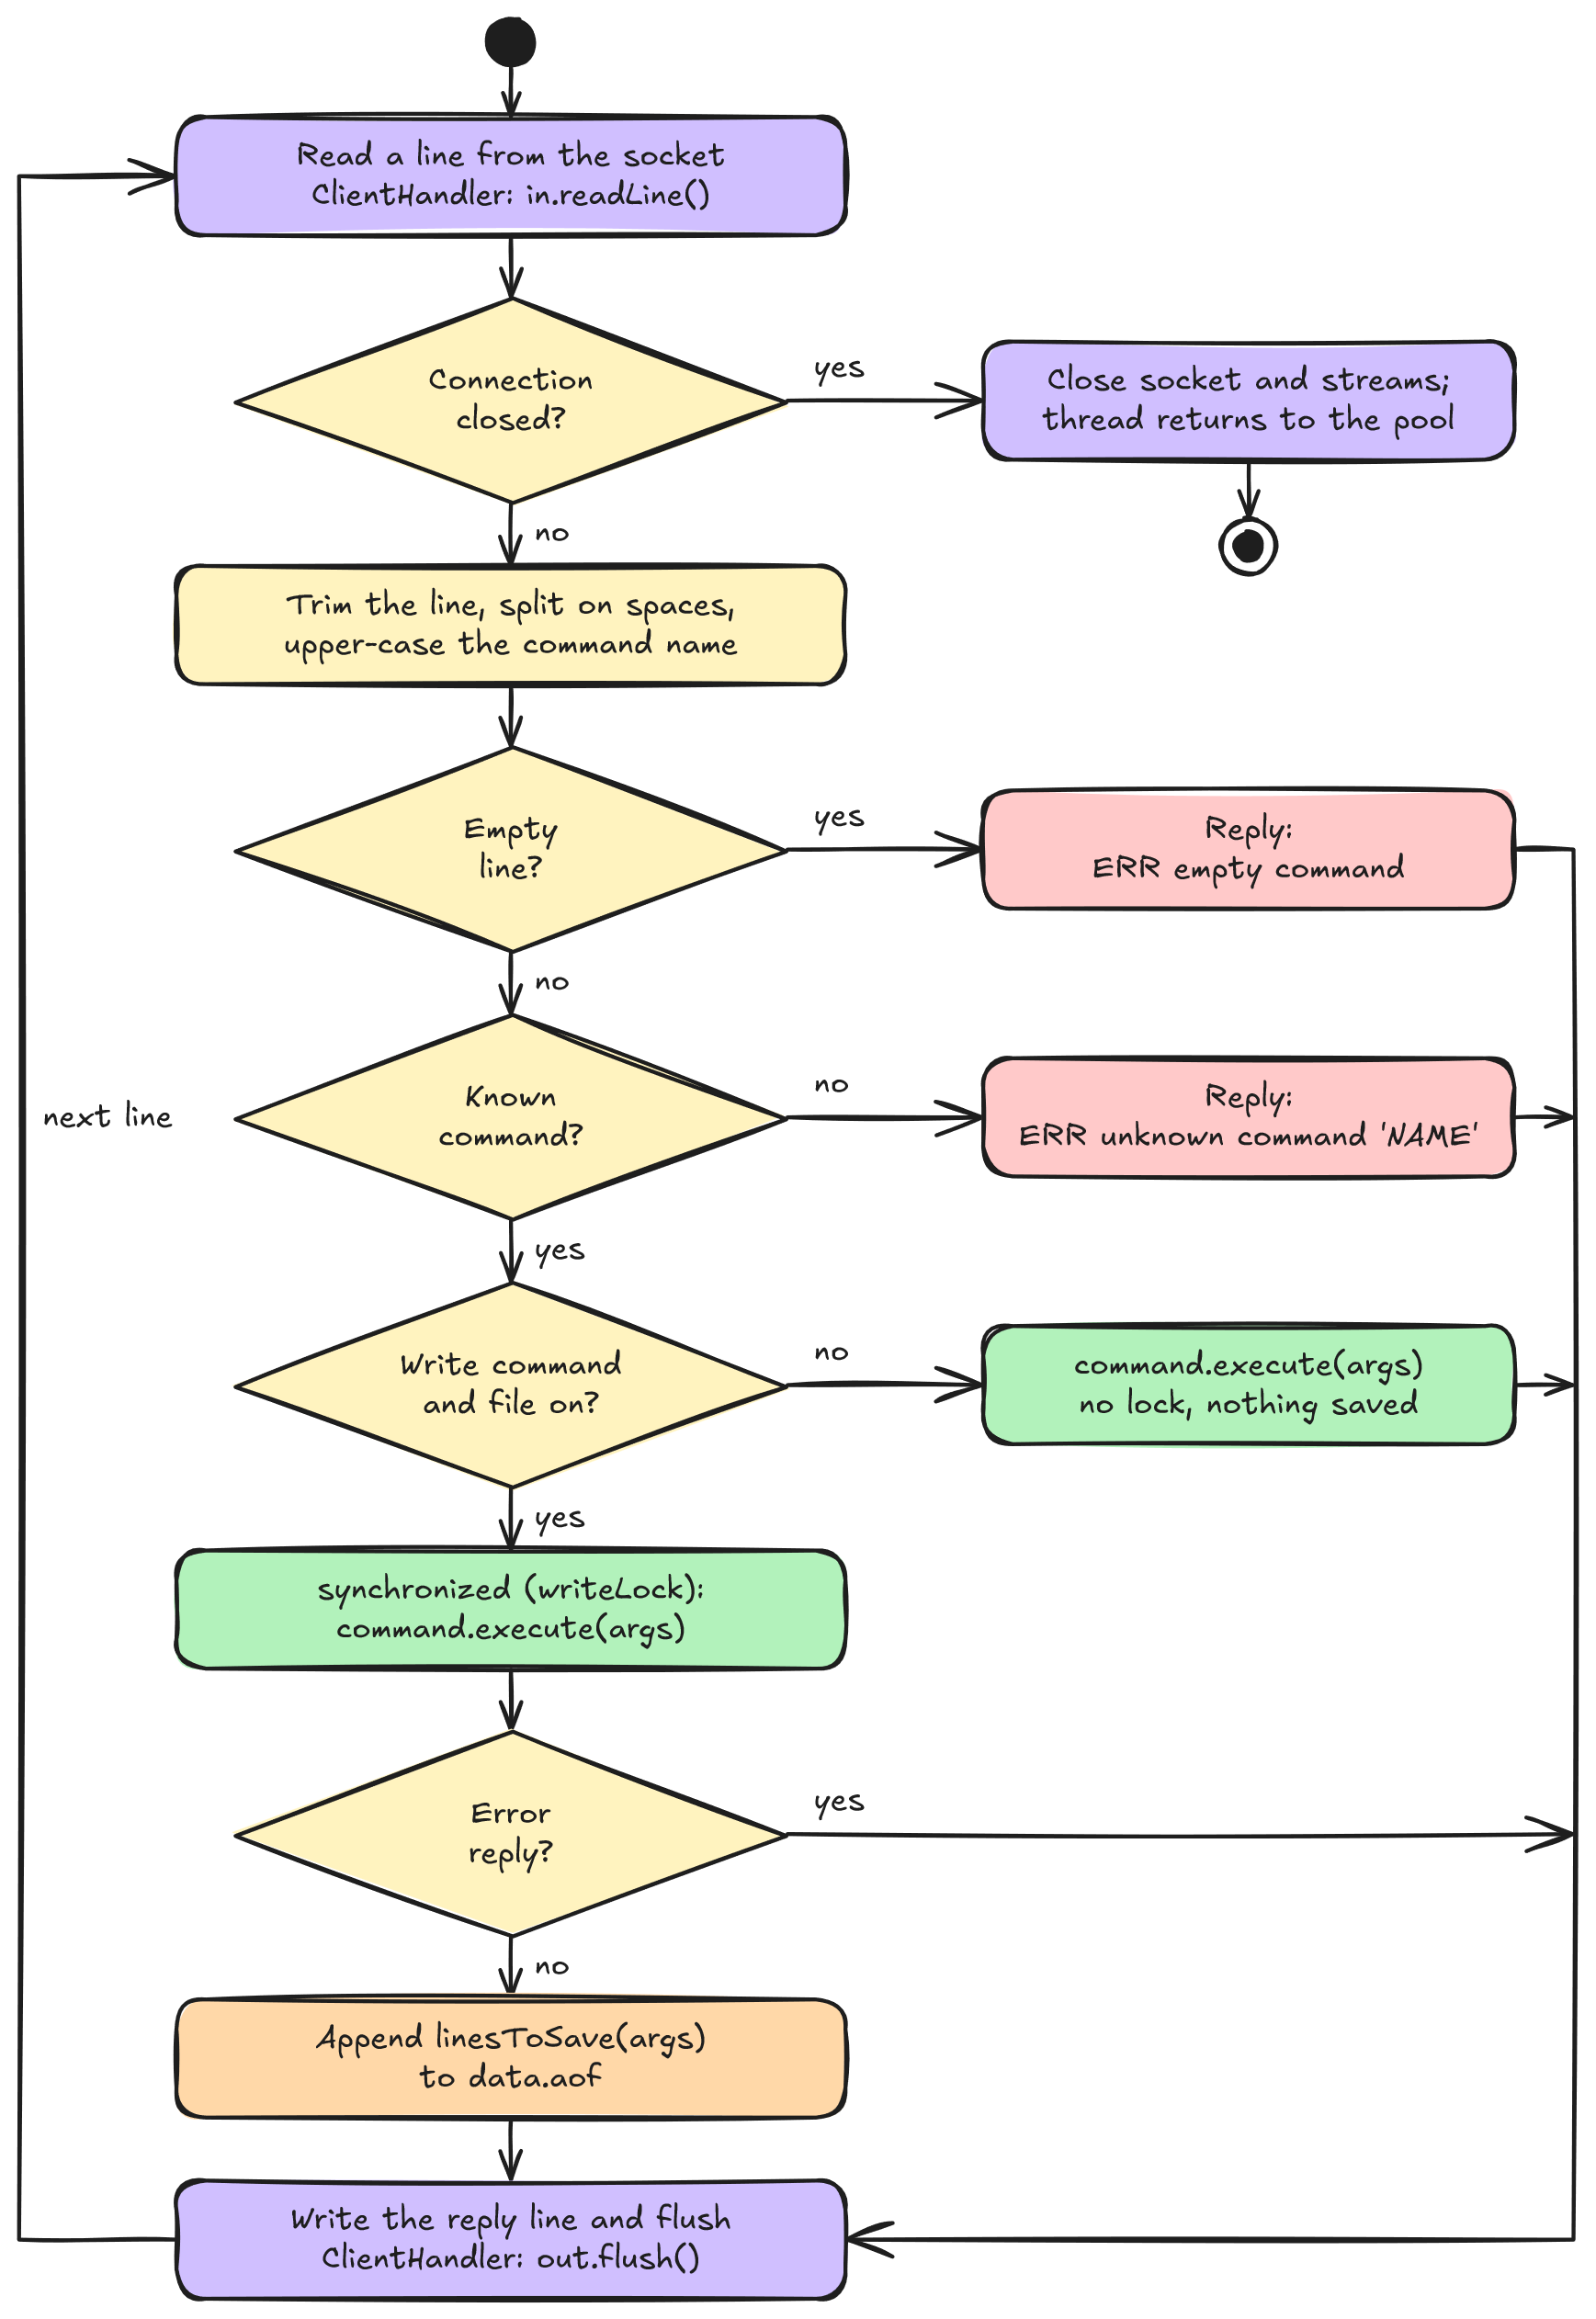 Read a line from the socket
ClientHandler: in.readLine()
Connection
closed?
yes
Close socket and streams;
thread returns to the pool
no
Trim the line, split on spaces,
upper-case the command name
Empty
line?
yes
Reply:
ERR empty command
no
Known
command?
no
Reply:
ERR unknown command 'NAME'
next line
yes
Write command
and file on?
no
command.execute(args)
no lock, nothing saved
yes
synchronized (writeLock):
command.execute(args)
Error
reply?
yes
no
Append linesToSave(args)
to data.aof
Write the reply line and flush
ClientHandler: out.flush()